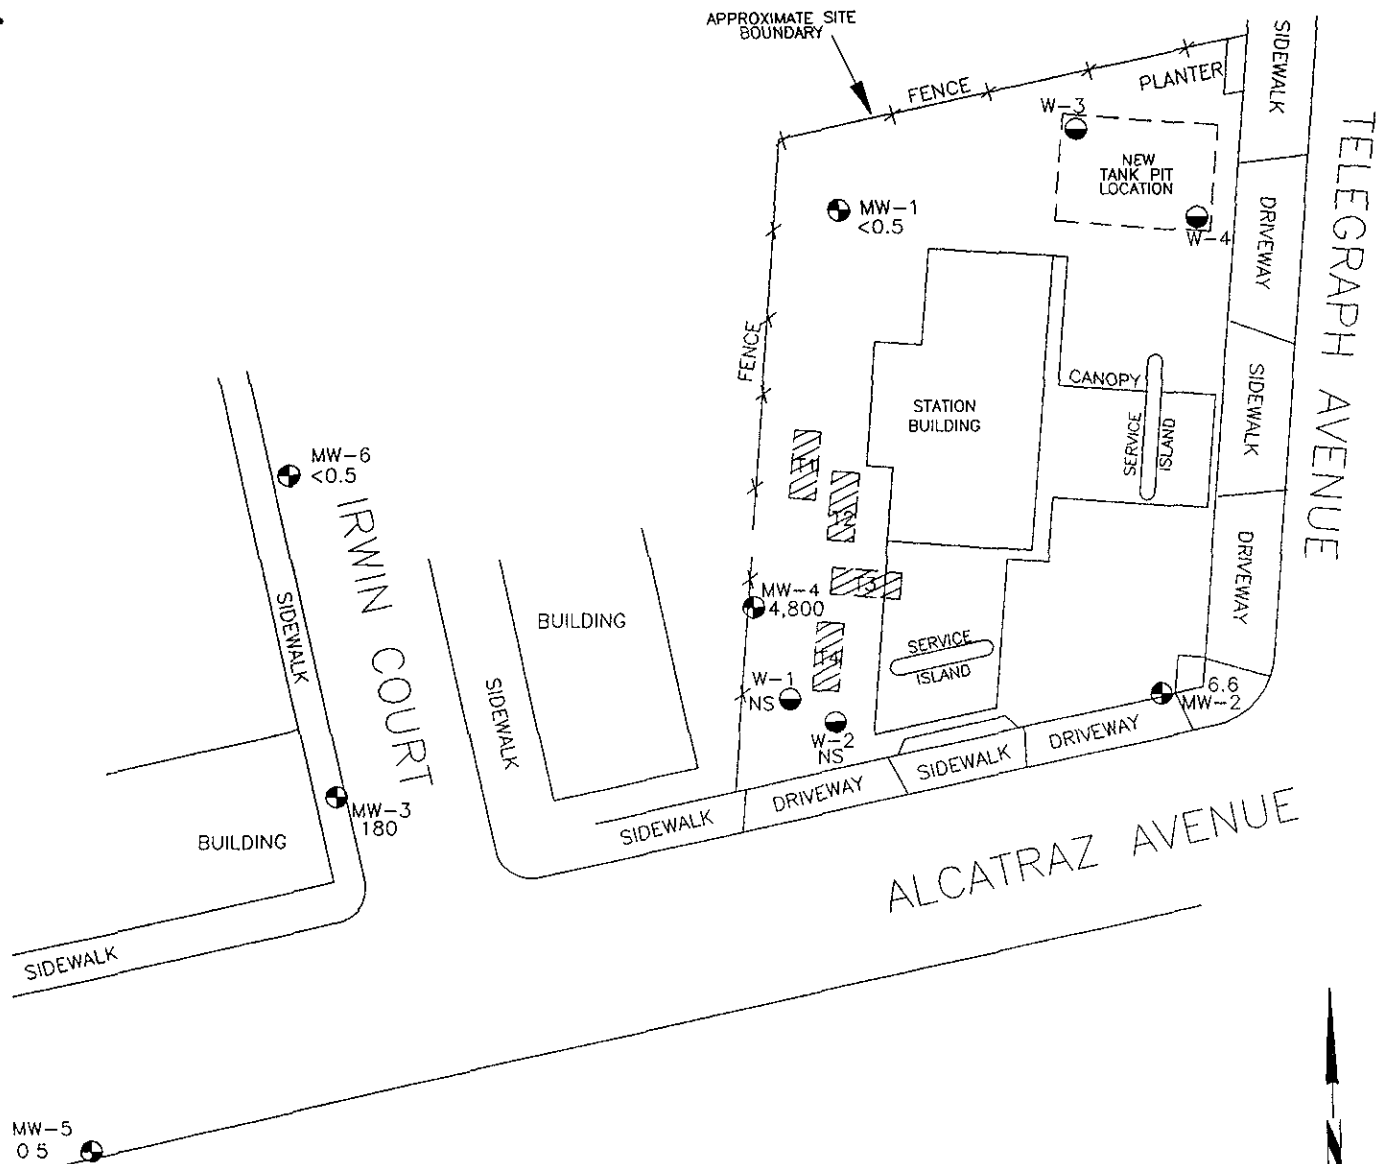 APPROXIMATE SITE
BOUNDARY
FENCE
PLANTER
SIDEWALK
TELEGRAPH AVENUE
W-3
NEW
TANK PIT
LOCATION
W-4
DRIVEWAY
MW-1
<0.5
FENCE
STATION
BUILDING
CANOPY
SERVICE
ISLAND
SIDEWALK
DRIVEWAY
MW-6
<0.5
IRWIN COURT
SIDEWALK
T1
T2
T3
T4
MW-4
4,800
BUILDING
SERVICE
ISLAND
W-1
NS
W-2
NS
6.6
MW-2
SIDEWALK
DRIVEWAY
SIDEWALK
DRIVEWAY
SIDEWALK
MW-3
180
BUILDING
ALCATRAZ AVENUE
SIDEWALK
MW-5
0 5
N